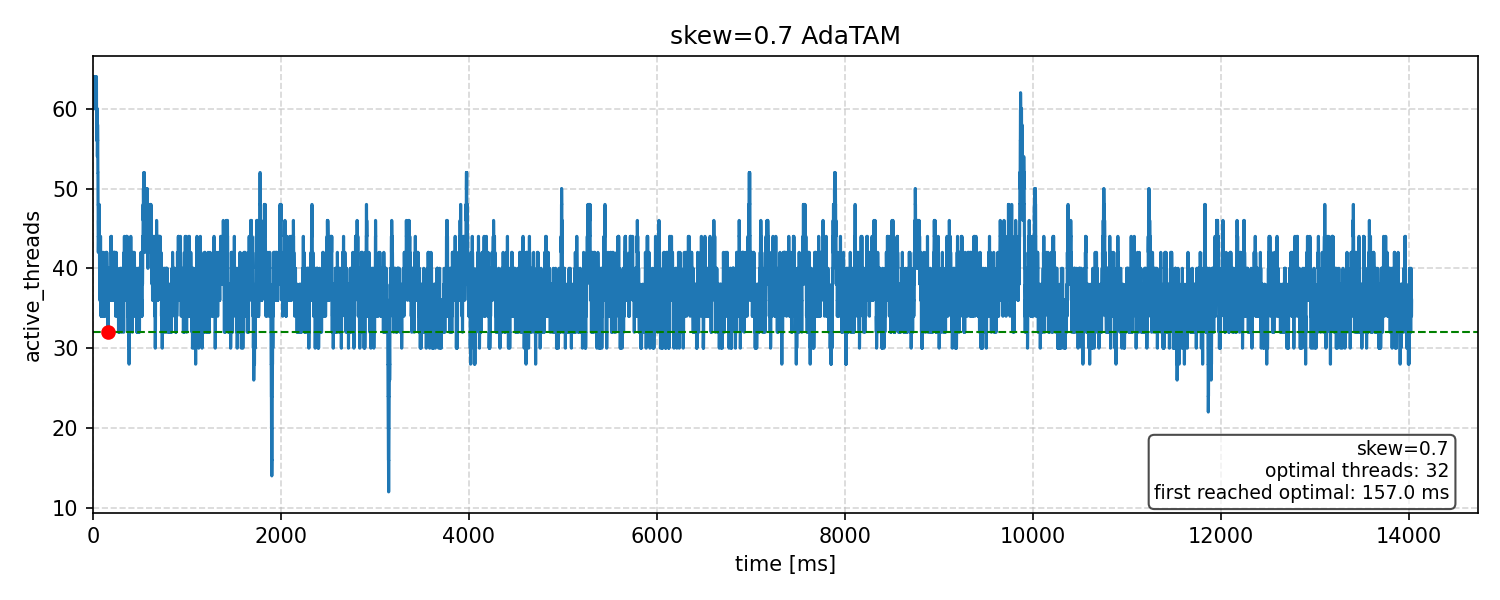 skew=0.7 AdaTAM
active_threads
60
50
40
30
20
10
skew=0.7
optimal threads: 32
first reached optimal: 157.0 ms
0 2000 4000 6000 8000 10000 12000 14000
time [ms]